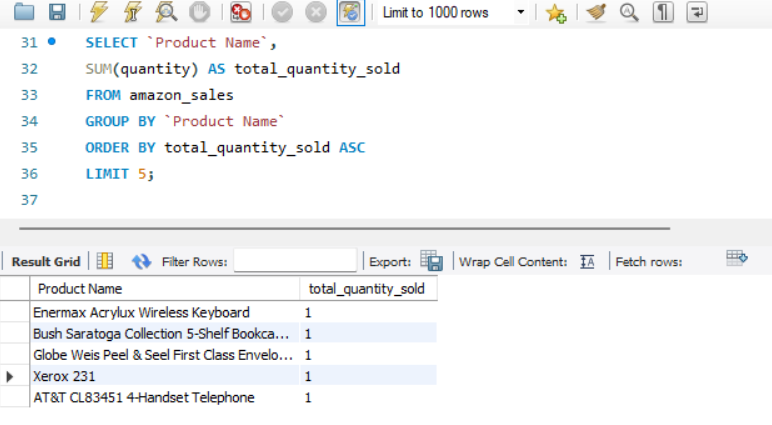 Limit to 1000 rows
31 SELECT `Product Name`,
32 SUM(quantity) AS total_quantity_sold
33 FROM amazon_sales
34 GROUP BY `Product Name`
35 ORDER BY total_quantity_sold ASC
36 LIMIT 5;
37
Result Grid Filter Rows: Export: Wrap Cell Content: Fetch rows:
Product Name total_quantity_sold
Enermax Acrylux Wireless Keyboard 1
Bush Saratoga Collection 5-Shelf Bookca... 1
Globe Weis Peel & Seel First Class Envelo... 1
Xerox 231 1
AT&T CL83451 4-Handset Telephone 1